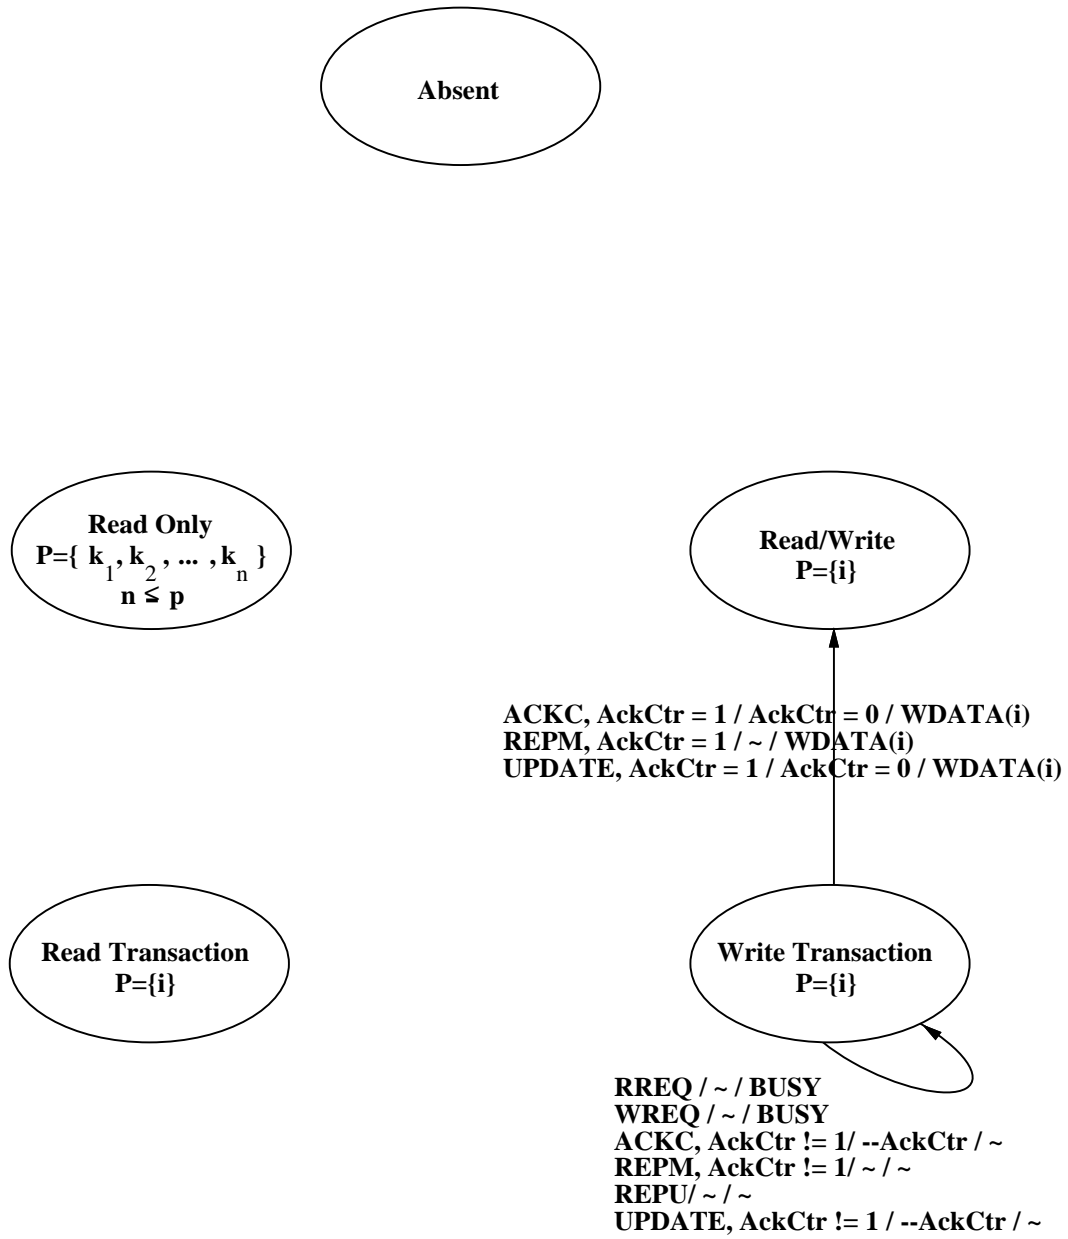 Absent
Read Only
P={ k1, k2 , ... , kn }
n ≤ p
Read/Write
P={i}
ACKC, AckCtr = 1 / AckCtr = 0 / WDATA(i)
REPM, AckCtr = 1 / ~ / WDATA(i)
UPDATE, AckCtr = 1 / AckCtr = 0 / WDATA(i)
Read Transaction
P={i}
Write Transaction
P={i}
RREQ / ~ / BUSY
WREQ / ~ / BUSY
ACKC, AckCtr != 1/ --AckCtr / ~
REPM, AckCtr != 1/ ~ / ~
REPU/ ~ / ~
UPDATE, AckCtr != 1 / --AckCtr / ~